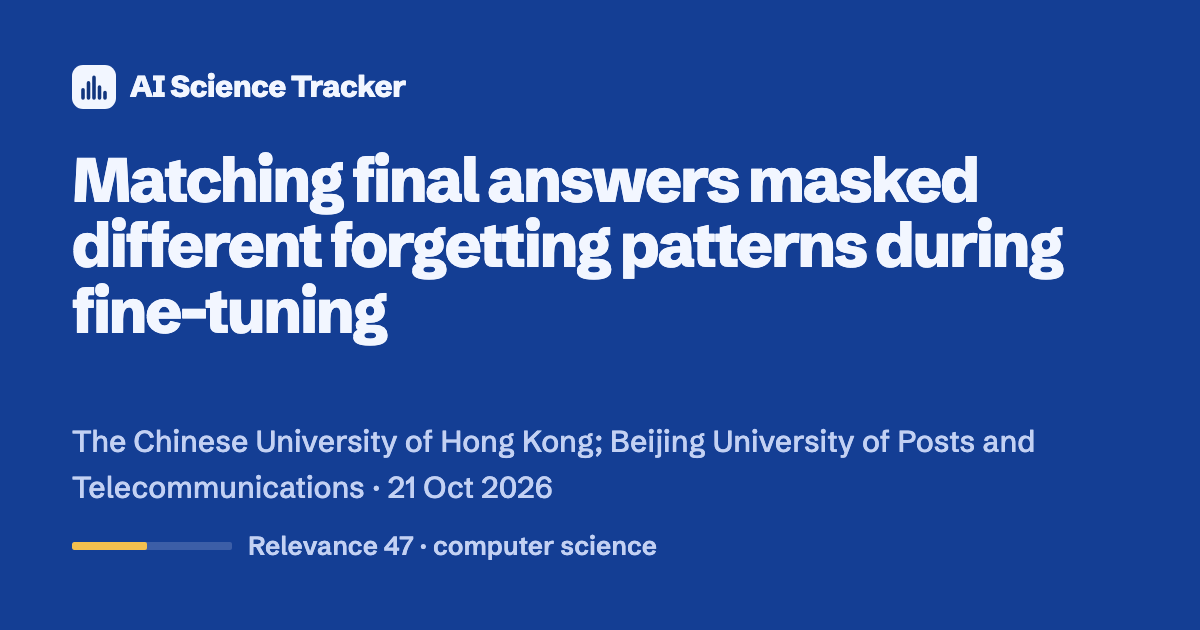 AI Science Tracker
Matching final answers masked
different forgetting patterns during
fine-tuning
The Chinese University of Hong Kong; Beijing University of Posts and
Telecommunications · 21 Oct 2026
Relevance 47 · computer science